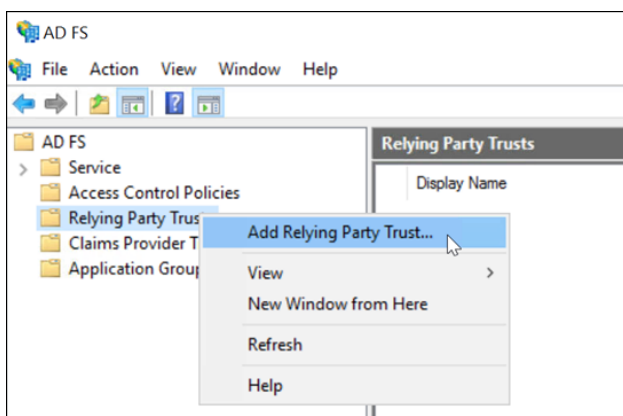 AD FS
File Action View Window Help
AD FS
Service
Access Control Policies
Relying Party Trus
Claims Provider T
Application Group
Relying Party Trusts
Display Name
Add Relying Party Trust...
View
New Window from Here
Refresh
Help